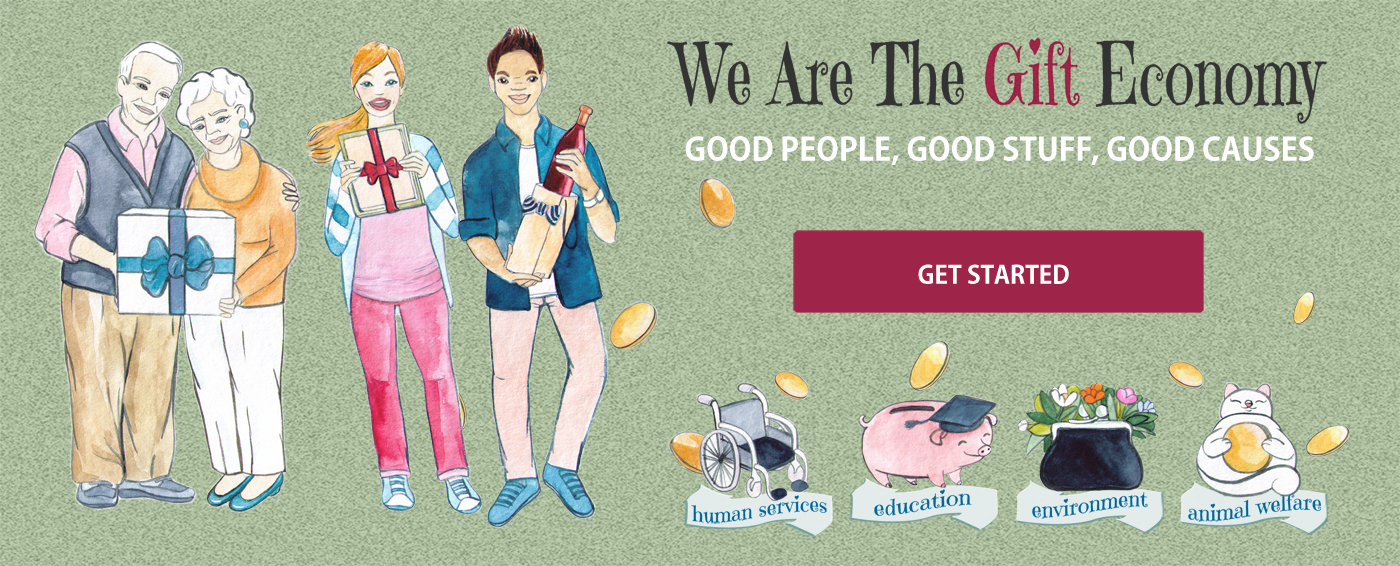 We Are The Gift Economy
GOOD PEOPLE, GOOD STUFF, GOOD CAUSES
GET STARTED
human services
education
environment
animal welfare